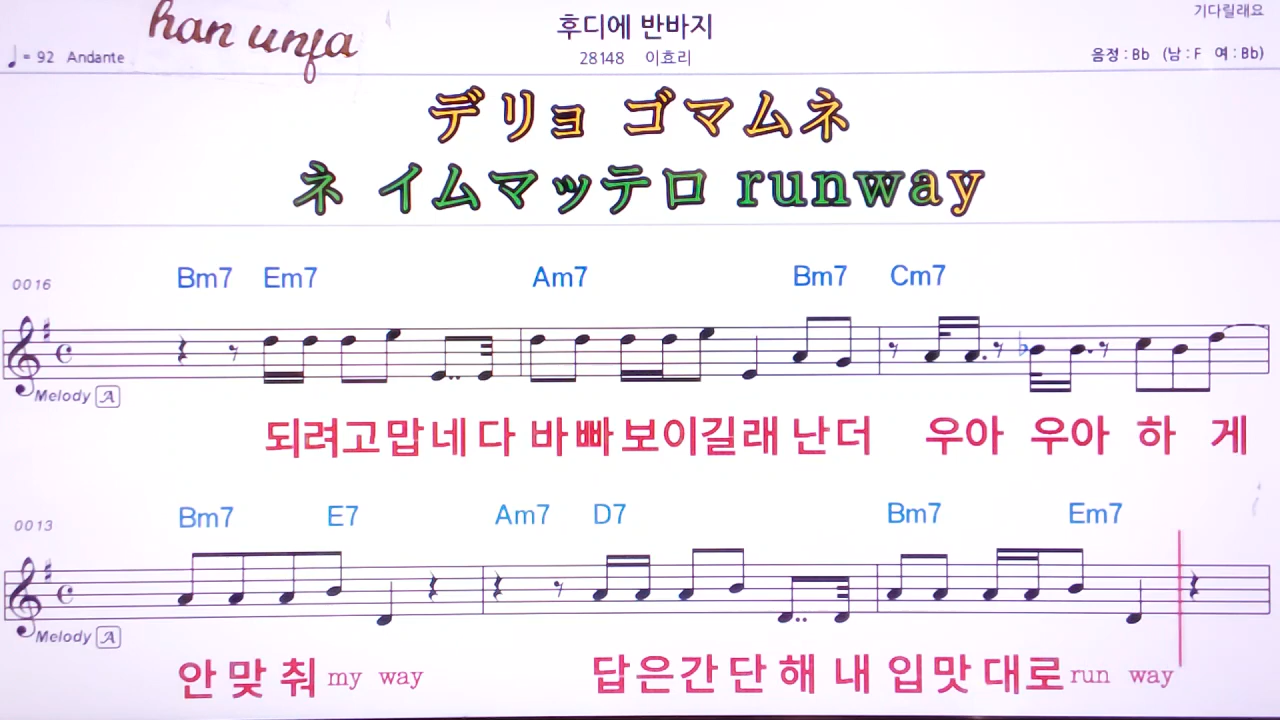 han unfa
후디에 반바지
기다릴래요
♩= 92 Andante
28148 이효리
음정 : Bb (남 : F 여 : Bb)
デリョ ゴマムネ
ネ イムマッテロ runway
0016 Bm7 Em7 Am7 Bm7 Cm7
Melody A
되려고맙네다 바빠보이길래 난더 우아 우아 하 게
0013 Bm7 E7 Am7 D7 Bm7 Em7
Melody A
안맞춰 my way 답은간단해 내 입맛대로 run way